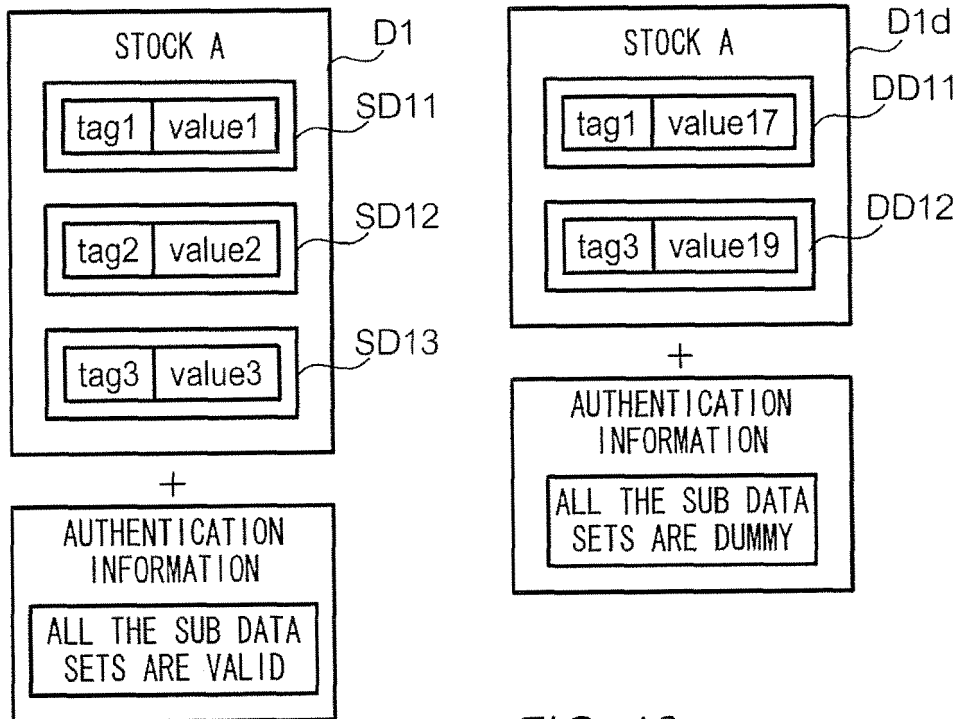 STOCK A
D1
tag1 value1
SD11
tag2 value2
SD12
tag3 value3
SD13
+
AUTHENTICATION
INFORMATION
ALL THE SUB DATA
SETS ARE VALID
STOCK A
D1d
tag1 value17
DD11
tag3 value19
DD12
+
AUTHENTICATION
INFORMATION
ALL THE SUB DATA
SETS ARE DUMMY